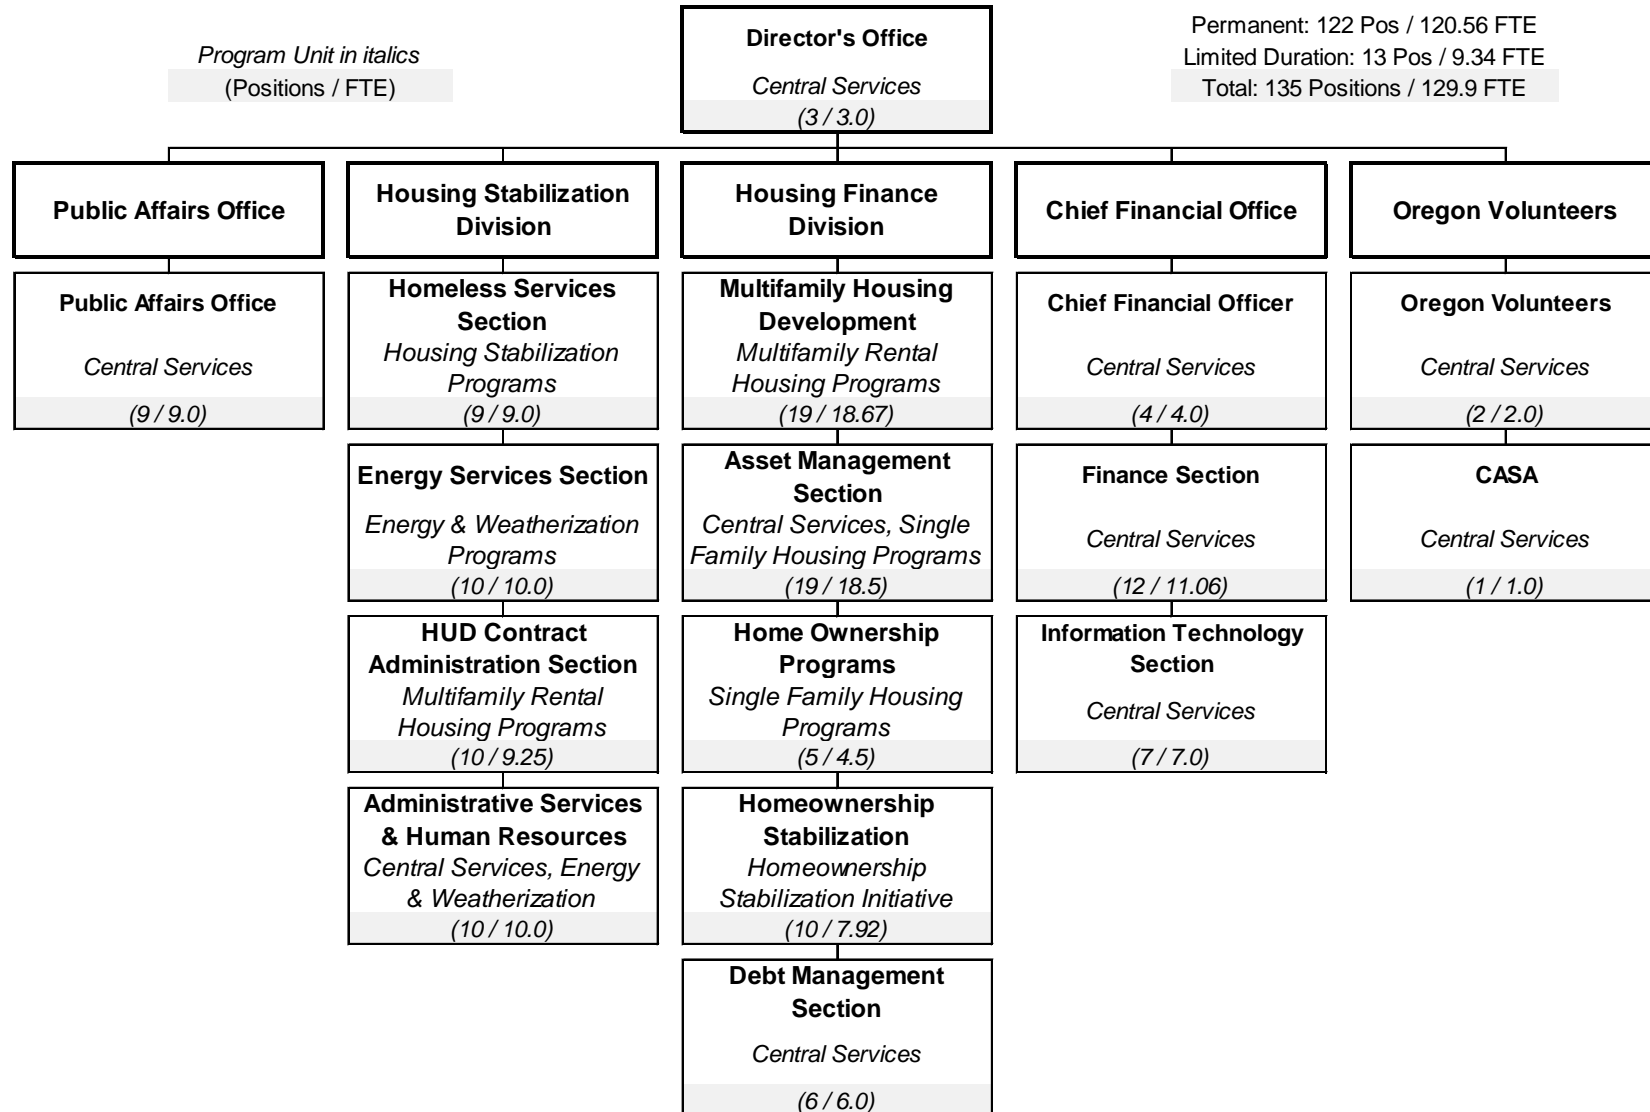 Program Unit in italics
(Positions / FTE)
Director's Office
Central Services
(3 / 3.0)
Permanent: 122 Pos / 120.56 FTE
Limited Duration: 13 Pos / 9.34 FTE
Total: 135 Positions / 129.9 FTE
Public Affairs Office
Housing Stabilization
Division
Housing Finance
Division
Chief Financial Office
Oregon Volunteers
Public Affairs Office
Central Services
(9 / 9.0)
Homeless Services
Section
Housing Stabilization
Programs
(9 / 9.0)
Multifamily Housing
Development
Multifamily Rental
Housing Programs
(19 / 18.67)
Chief Financial Officer
Central Services
(4 / 4.0)
Oregon Volunteers
Central Services
(2 / 2.0)
Energy Services Section
Energy & Weatherization
Programs
(10 / 10.0)
Asset Management
Section
Central Services, Single
Family Housing Programs
(19 / 18.5)
Finance Section
Central Services
(12 / 11.06)
CASA
Central Services
(1 / 1.0)
HUD Contract
Administration Section
Multifamily Rental
Housing Programs
(10 / 9.25)
Home Ownership
Programs
Single Family Housing
Programs
(5 / 4.5)
Information Technology
Section
Central Services
(7 / 7.0)
Administrative Services
& Human Resources
Central Services, Energy
& Weatherization
(10 / 10.0)
Homeownership
Stabilization
Homeownership
Stabilization Initiative
(10 / 7.92)
Debt Management
Section
Central Services
(6 / 6.0)